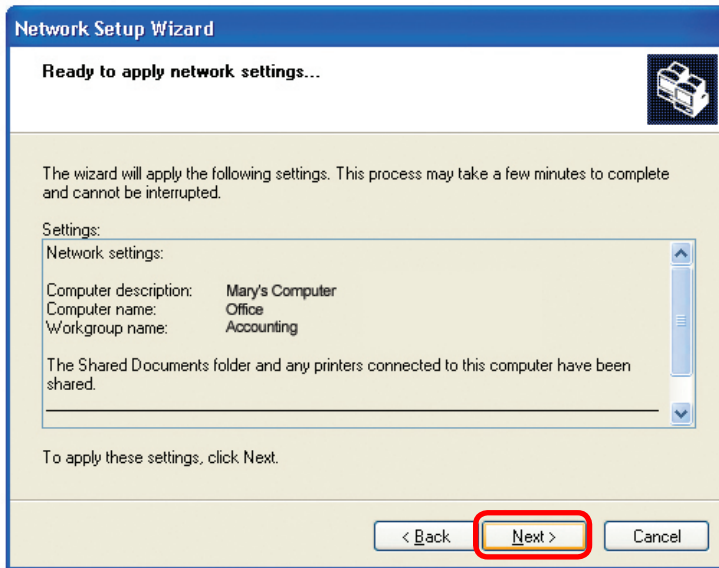 Network Setup Wizard
Ready to apply network settings...
The wizard will apply the following settings. This process may take a few minutes to complete
and cannot be interrupted.
Settings:
Network settings:
Computer description: Mary's Computer
Computer name: Office
Workgroup name: Accounting
The Shared Documents folder and any printers connected to this computer have been
shared.
To apply these settings, click Next.
< Back Next > Cancel